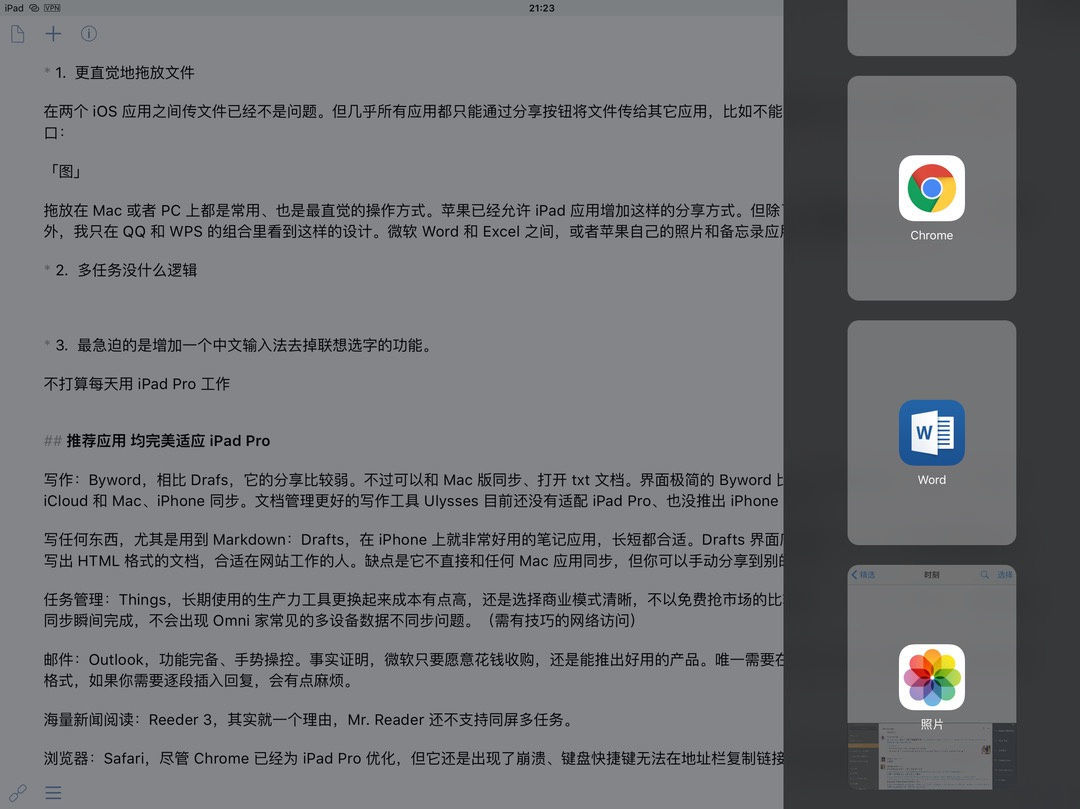 iPad VPN
21:23
* 1. 更直觉地拖放文件
在两个 iOS 应用之间传文件已经不是问题。但几乎所有应用都只能通过分享按钮将文件传给其它应用，比如不能
口：
「图」
拖放在 Mac 或者 PC 上都是常用、也是最直觉的操作方式。苹果已经允许 iPad 应用增加这样的分享方式。但除
外，我只在 QQ 和 WPS 的组合里看到这样的设计。微软 Word 和 Excel 之间，或者苹果自己的照片和备忘录应
* 2. 多任务没什么逻辑
* 3. 最急迫的是增加一个中文输入法去掉联想选字的功能。
不打算每天用 iPad Pro 工作
## 推荐应用 均完美适应 iPad Pro
写作：Byword，相比 Drafs，它的分享比较弱。不过可以和 Mac 版同步、打开 txt 文档。界面极简的 Byword
iCloud 和 Mac、iPhone 同步。文档管理更好的写作工具 Ulysses 目前还没有适配 iPad Pro、也没推出 iPhone
写任何东西，尤其是用到 Markdown：Drafts，在 iPhone 上就非常好用的笔记应用，长短都合适。Drafts 界面
写出 HTML 格式的文档，合适在网站工作的人。缺点是它不直接和任何 Mac 应用同步，但你可以手动分享到别
任务管理：Things，长期使用的生产力工具更换起来成本有点高，还是选择商业模式清晰，不以免费抢市场的比
同步瞬间完成，不会出现 Omni 家常见的多设备数据不同步问题。（需有技巧的网络访问）
邮件：Outlook，功能完备、手势操控。事实证明，微软只要愿意花钱收购，还是能推出好用的产品。唯一需要在
格式，如果你需要逐段插入回复，会有点麻烦。
海量新闻阅读：Reeder 3，其实就一个理由，Mr. Reader 还不支持同屏多任务。
浏览器：Safari，尽管 Chrome 已经为 iPad Pro 优化，但它还是出现了崩溃、键盘快捷键无法在地址栏复制链接
Chrome
W
Word
精选 时刻 选择
照片